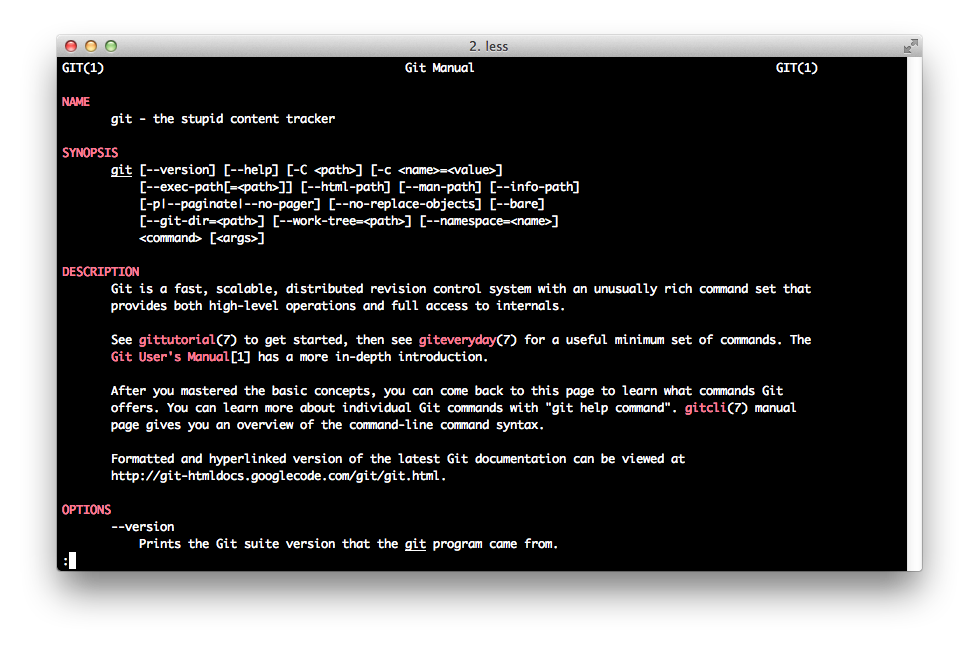 2. less
GIT(1) Git Manual GIT(1)
NAME
git - the stupid content tracker
SYNOPSIS
git [--version] [--help] [-C <path>] [-c <name>=<value>]
[--exec-path[=<path>]] [--html-path] [--man-path] [--info-path]
[-p|--paginate|--no-pager] [--no-replace-objects] [--bare]
[--git-dir=<path>] [--work-tree=<path>] [--namespace=<name>]
<command> [<args>]
DESCRIPTION
Git is a fast, scalable, distributed revision control system with an unusually rich command set that
provides both high-level operations and full access to internals.
See gittutorial(7) to get started, then see giteveryday(7) for a useful minimum set of commands. The
Git User's Manual[1] has a more in-depth introduction.
After you mastered the basic concepts, you can come back to this page to learn what commands Git
offers. You can learn more about individual Git commands with "git help command". gitcli(7) manual
page gives you an overview of the command-line command syntax.
Formatted and hyperlinked version of the latest Git documentation can be viewed at
http://git-htmldocs.googlecode.com/git/git.html.
OPTIONS
--version
Prints the Git suite version that the git program came from.
: